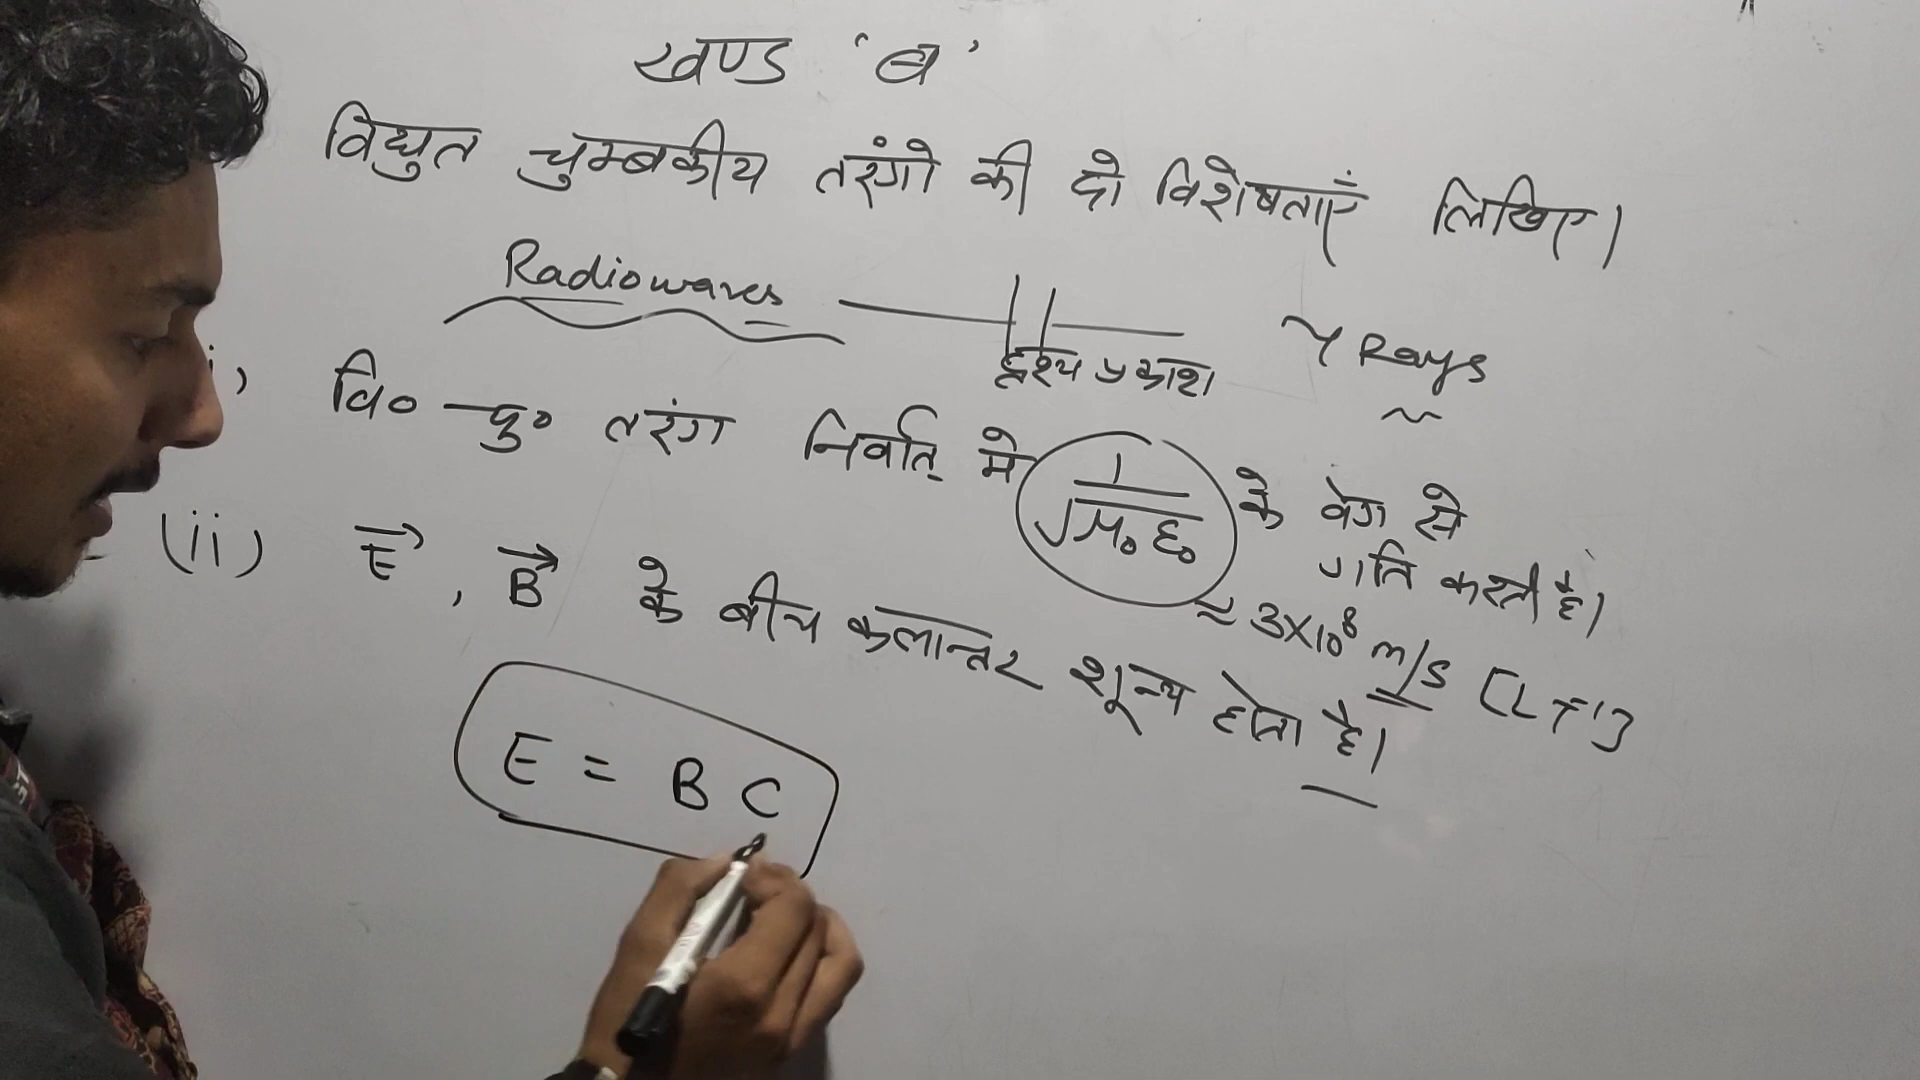 खण्ड 'ब'
विद्युत चुम्बकीय तरंगो की दो विशेषताएँ लिखिए।
Radiowaves
दृश्य प्रकाश
γ Rays
i, वि० चु० तरंग निर्वात् मे 1/√μ₀ε₀ के वेग से
गति करती है।
≈ 3×10⁸ m/s [LT⁻¹]
(ii) E⃗, B⃗ के बीच कलान्तर शून्य होता है।
E = BC